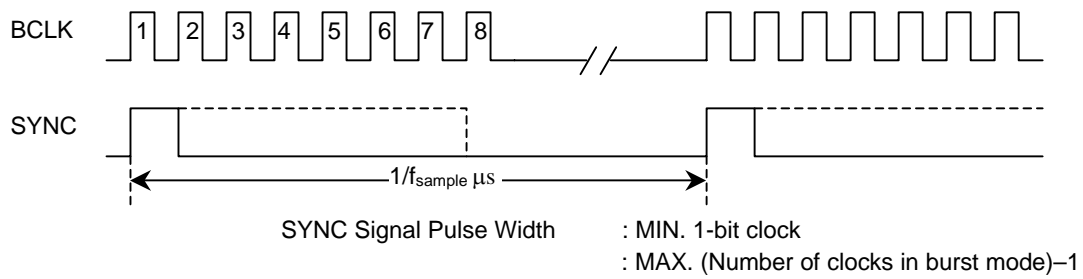 BCLK 1 2 3 4 5 6 7 8
SYNC
1/fsample μs
SYNC Signal Pulse Width : MIN. 1-bit clock
: MAX. (Number of clocks in burst mode)–1